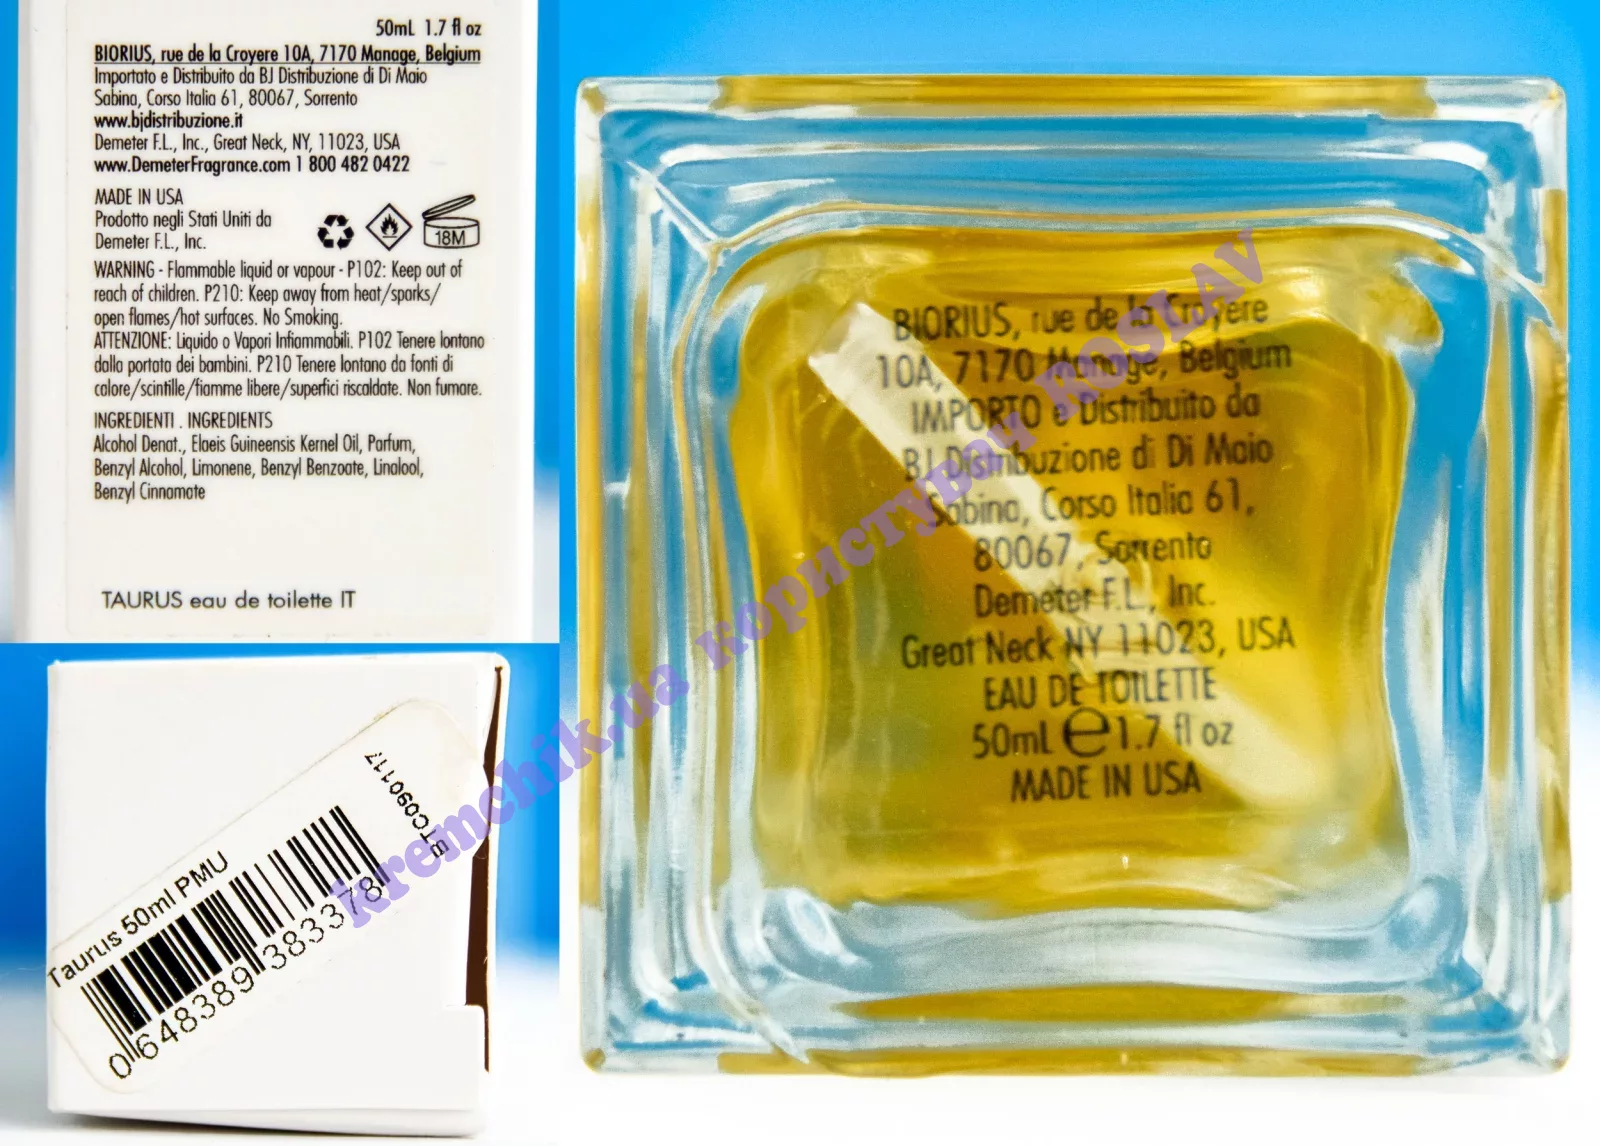 50mL 1.7 fl oz
BIORIUS, rue de la Croyere 10A, 7170 Manage, Belgium
Importato e Distribuito da BJ Distribuzione di Di Maio
Sabina, Corso Italia 61, 80067, Sorrento
www.bjdistribuzione.it
Demeter F.L., Inc., Great Neck, NY, 11023, USA
www.DemeterFragrance.com 1 800 482 0422
MADE IN USA
Prodotto negli Stati Uniti da
Demeter F.L., Inc.
18M
WARNING - Flammable liquid or vapour - P102: Keep out of
reach of children. P210: Keep away from heat/sparks/
open flames/hot surfaces. No Smoking.
ATTENZIONE: Liquido o Vapori Infiammabili. P102 Tenere lontano
dalla portata dei bambini. P210 Tenere lontano da fonti di
calore/scintille/fiamme libere/superfici riscaldate. Non fumare.
INGREDIENTI . INGREDIENTS
Alcohol Denat., Elaeis Guineensis Kernel Oil, Parfum,
Benzyl Alcohol, Limonene, Benzyl Benzoate, Linalool,
Benzyl Cinnamate
TAURUS eau de toilette IT
Taurus 50ml PMU
0 648389 38337 8
TC090117
BIORIUS, rue de la Croyere
10A, 7170 Manage, Belgium
IMPORTO e Distribuito da
BJ Distribuzione di Di Maio
Sabina, Corso Italia 61,
80067, Sorrento
Demeter F.L., Inc.
Great Neck NY 11023, USA
EAU DE TOILETTE
50mL e 1.7 fl oz
MADE IN USA
kremchik.ua користувач ROSLAV